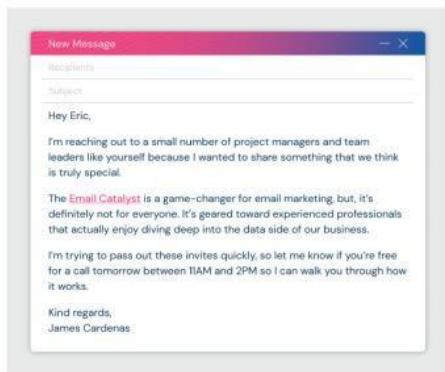 New Message
Recipients
Subject
Hey Eric,
I'm reaching out to a small number of project managers and team
leaders like yourself because I wanted to share something that we think
is truly special.
The Email Catalyst is a game-changer for email marketing, but, it's
definitely not for everyone. It's geared toward experienced professionals
that actually enjoy diving deep into the data side of our business.
I'm trying to pass out these invites quickly, so let me know if you're free
for a call tomorrow between 11AM and 2PM so I can walk you through how
it works.
Kind regards,
James Cardenas